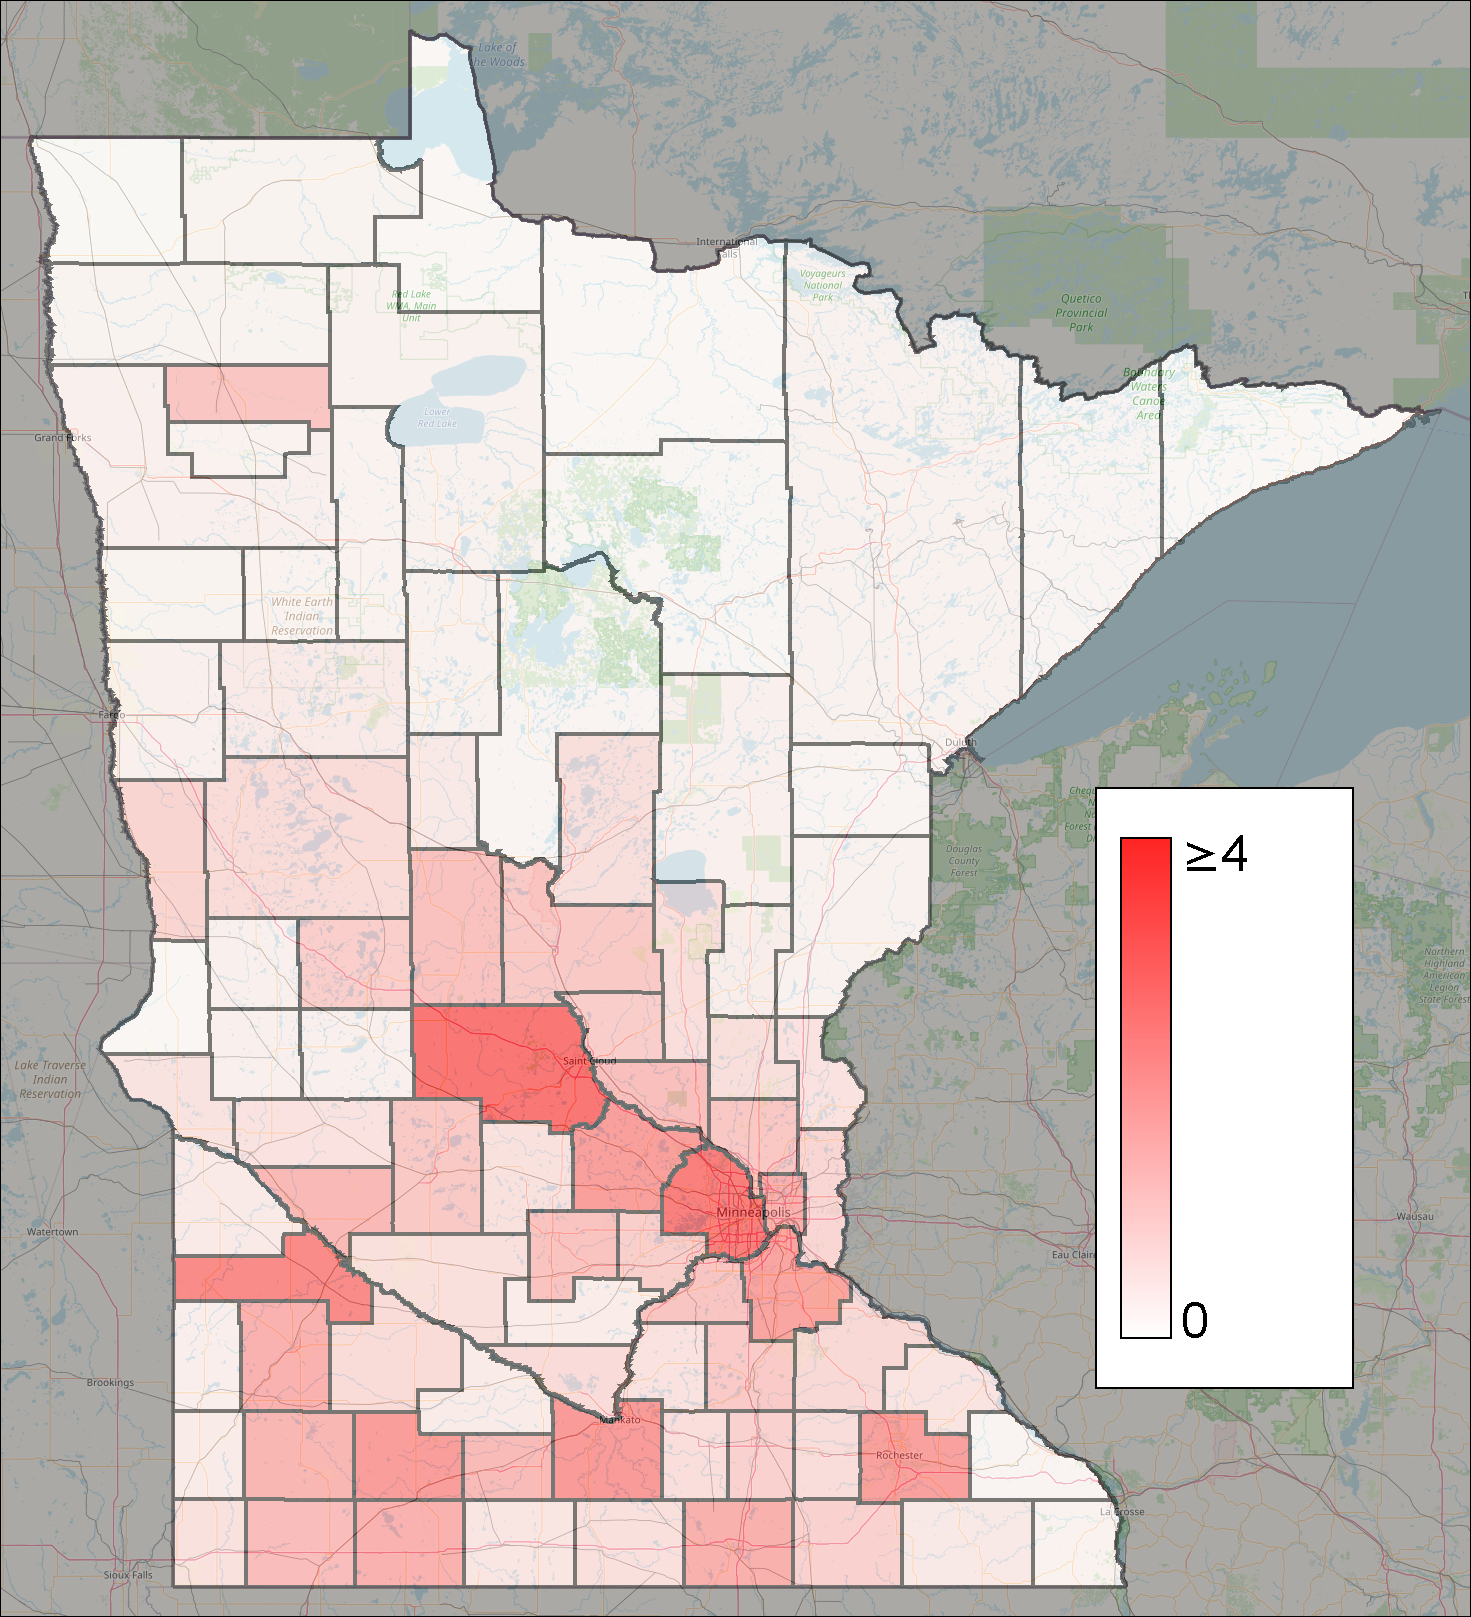 Lake of
the Woods
International
Falls
Voyageurs
National
Park
Quetico
Provincial
Park
Red Lake
WMA, Main
Unit
Boundary
Waters
Canoe
Area
Lower
Red Lake
Grand Forks
White Earth
Indian
Reservation
Fargo
Duluth
Douglas
County
Forest
≥4
0
Northern
Highland
American
Legion
State Forest
Lake Traverse
Indian
Reservation
Saint Cloud
Minneapolis
Watertown
Wausau
Eau Clair
Brookings
Mankato
Rochester
La Crosse
Sioux Falls